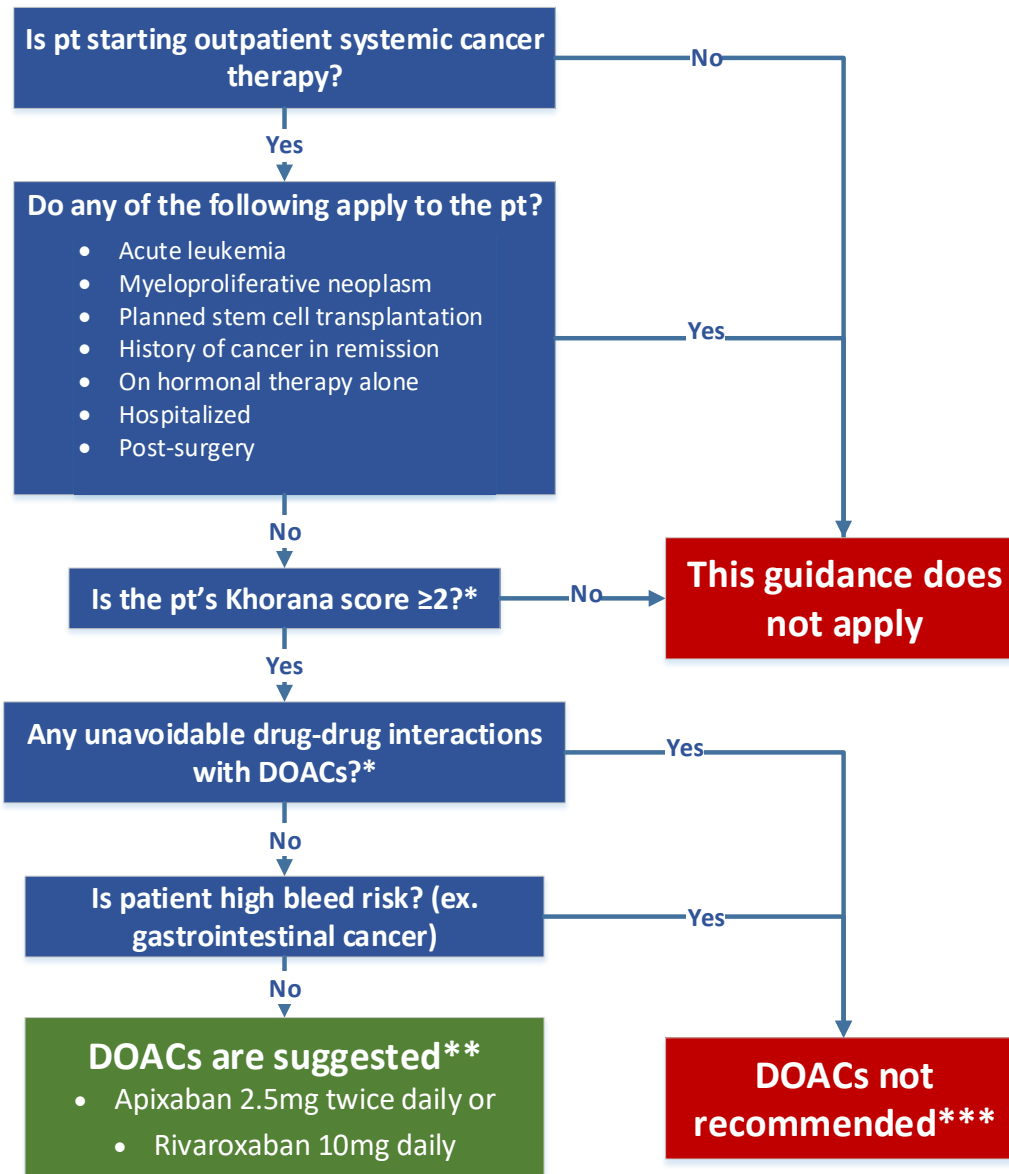 Is pt starting outpatient systemic cancer
therapy?
No
Yes
Do any of the following apply to the pt?
• Acute leukemia
• Myeloproliferative neoplasm
• Planned stem cell transplantation
• History of cancer in remission
• On hormonal therapy alone
• Hospitalized
• Post-surgery
Yes
No
This guidance does
not apply
Is the pt's Khorana score ≥2?*
No
Yes
Any unavoidable drug-drug interactions
with DOACs?*
Yes
No
Is patient high bleed risk? (ex.
gastrointestinal cancer)
Yes
No
DOACs are suggested**
• Apixaban 2.5mg twice daily or
• Rivaroxaban 10mg daily
DOACs not
recommended***